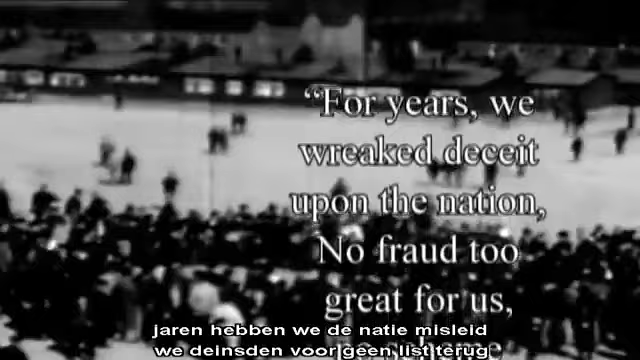 “For years, we
wreaked deceit
upon the nation,
No fraud too
great for us,
jaren hebben we de natie misleid
we deinsden voor geen list terug